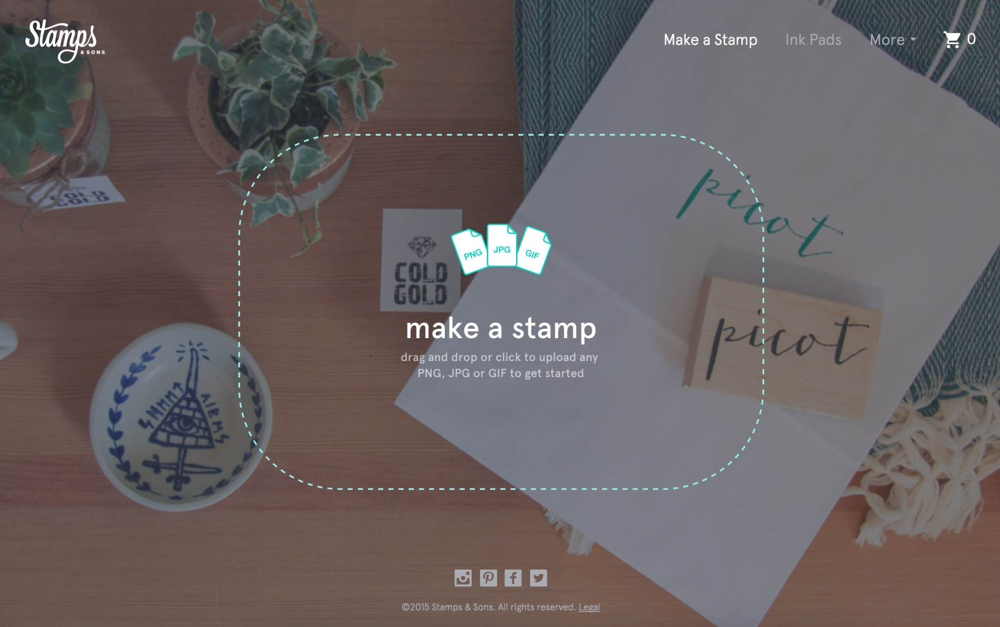 Stamps
& SONS
Make a Stamp
Ink Pads
More
0
COLD
GOLD
picot
PNG
JPG
GIF
COLD
GOLD
make a stamp
picot
drag and drop or click to upload any
PNG, JPG or GIF to get started
©2015 Stamps & Sons. All rights reserved. Legal